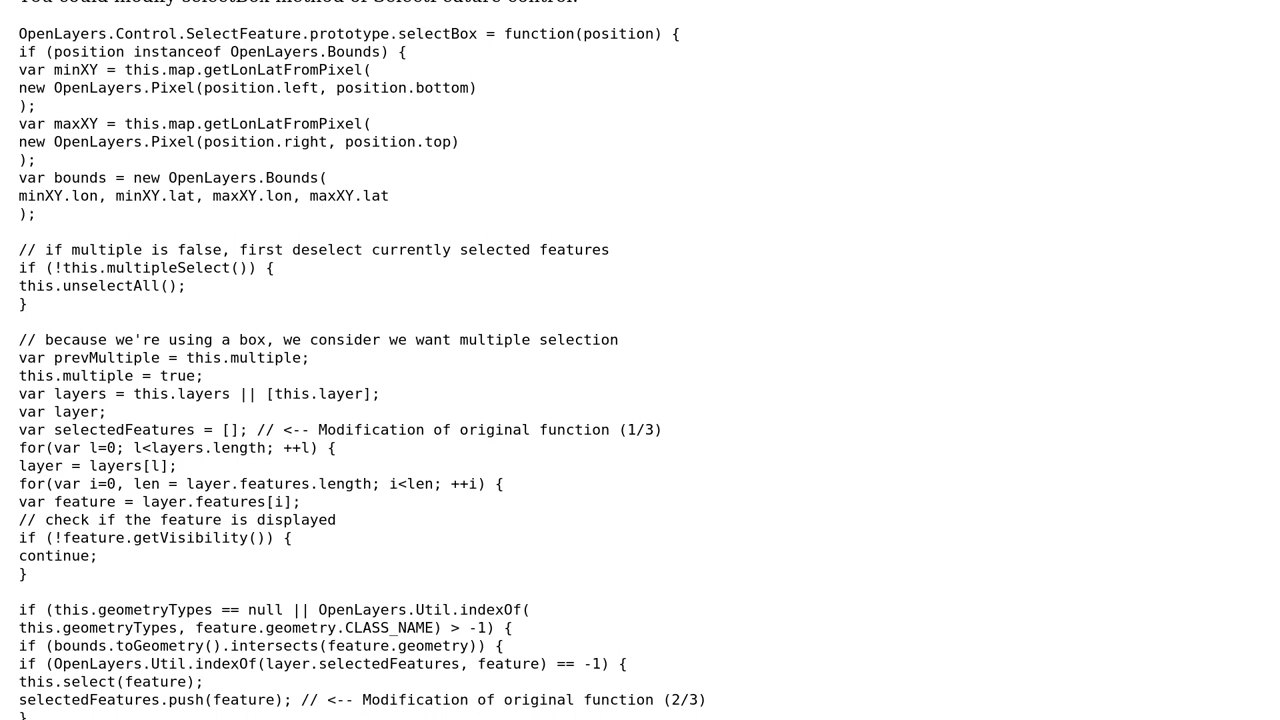 You could modify selectBox method of SelectFeature control:
OpenLayers.Control.SelectFeature.prototype.selectBox = function(position) {
if (position instanceof OpenLayers.Bounds) {
var minXY = this.map.getLonLatFromPixel(
new OpenLayers.Pixel(position.left, position.bottom)
);
var maxXY = this.map.getLonLatFromPixel(
new OpenLayers.Pixel(position.right, position.top)
);
var bounds = new OpenLayers.Bounds(
minXY.lon, minXY.lat, maxXY.lon, maxXY.lat
);
// if multiple is false, first deselect currently selected features
if (!this.multipleSelect()) {
this.unselectAll();
}
// because we're using a box, we consider we want multiple selection
var prevMultiple = this.multiple;
this.multiple = true;
var layers = this.layers || [this.layer];
var layer;
var selectedFeatures = []; // <-- Modification of original function (1/3)
for(var l=0; l<layers.length; ++l) {
layer = layers[l];
for(var i=0, len = layer.features.length; i<len; ++i) {
var feature = layer.features[i];
// check if the feature is displayed
if (!feature.getVisibility()) {
continue;
}
if (this.geometryTypes == null || OpenLayers.Util.indexOf(
this.geometryTypes, feature.geometry.CLASS_NAME) > -1) {
if (bounds.toGeometry().intersects(feature.geometry)) {
if (OpenLayers.Util.indexOf(layer.selectedFeatures, feature) == -1) {
this.select(feature);
selectedFeatures.push(feature); // <-- Modification of original function (2/3)
}